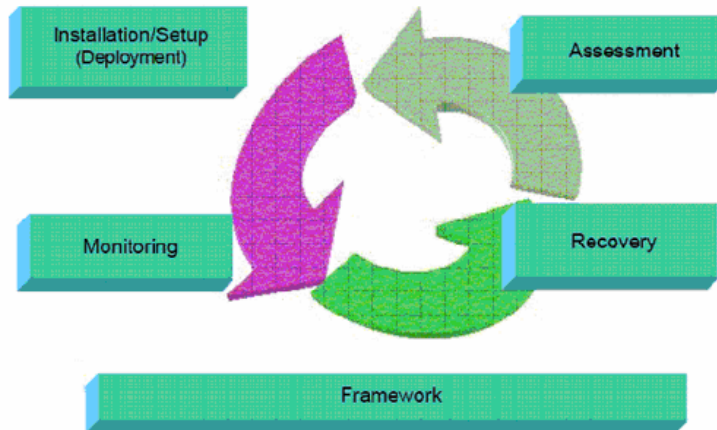 Installation/Setup
(Deployment)
Assessment
Monitoring
Recovery
Framework